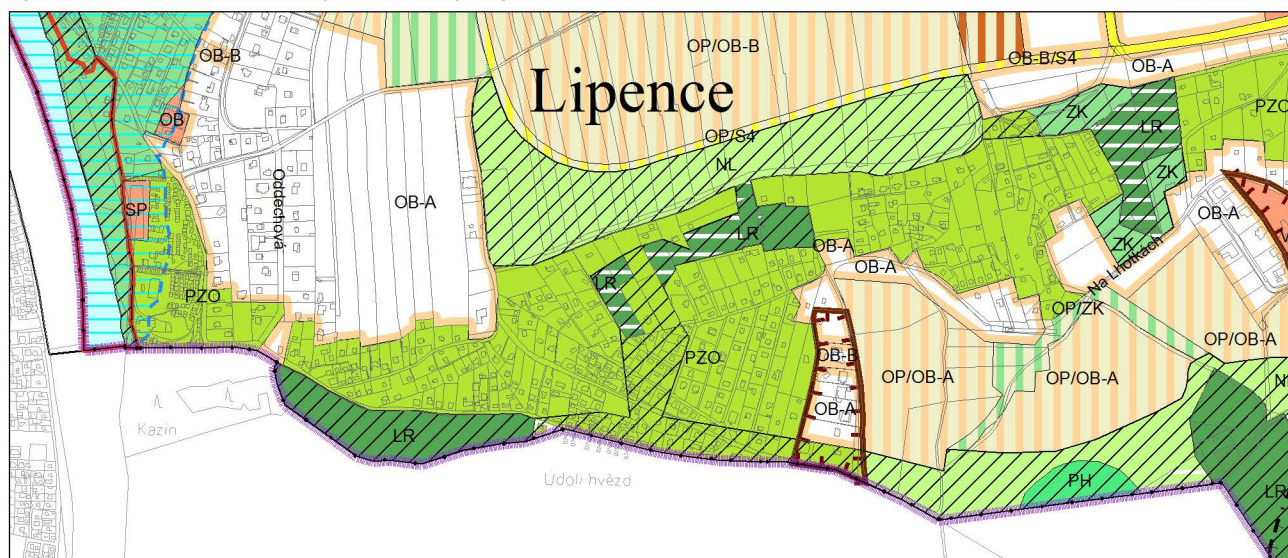 OP/OB-B
OB-B
OB-B/S4
OB-A
Lipence
OB
ZK
LR
PZO
OP/S4
NL
ZK
SP
Oddechová
OB-A
OB-A
LR
OB-A
OB-A
ZK
Na Lhotkách
LR
PZO
OP/ZK
OP/OB-A
PZO
OB-B
OP/OB-A
OP/OB-A
OB-A
Kazín
LR
Údolí hvězd
PH
LR